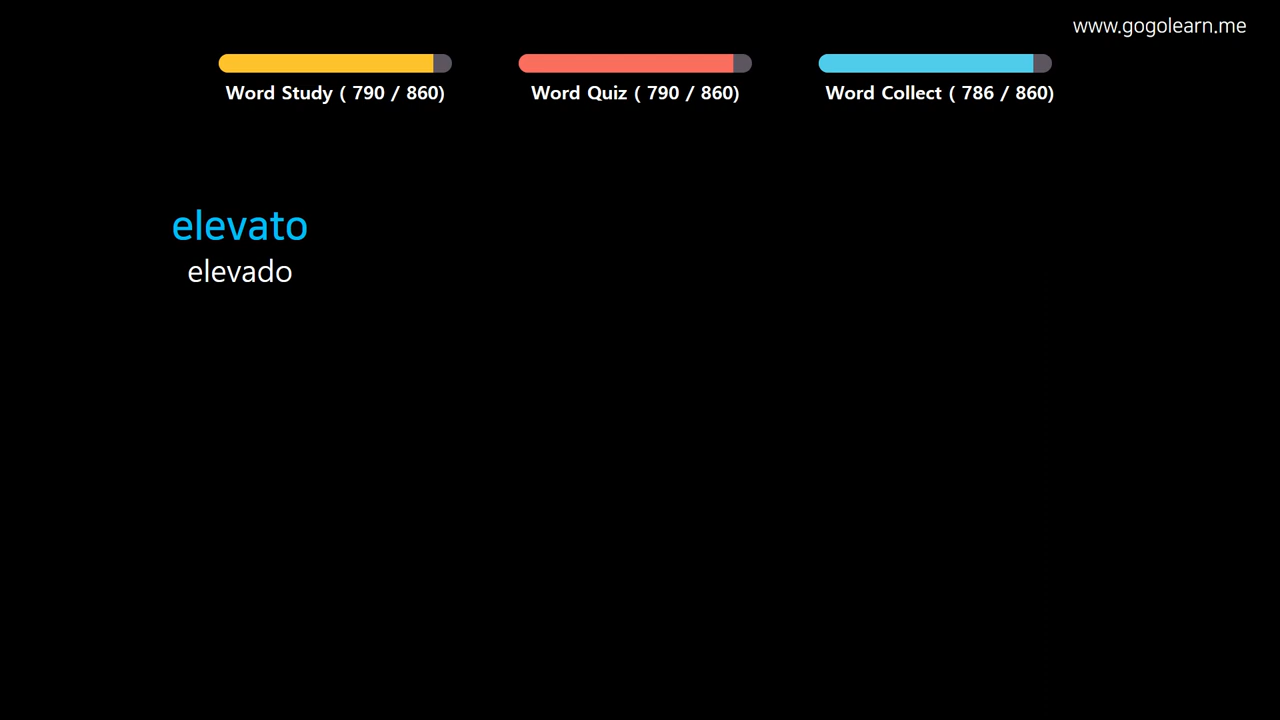 www.gogolearn.me
Word Study ( 790 / 860)
Word Quiz ( 790 / 860)
Word Collect ( 786 / 860)
elevato
elevado